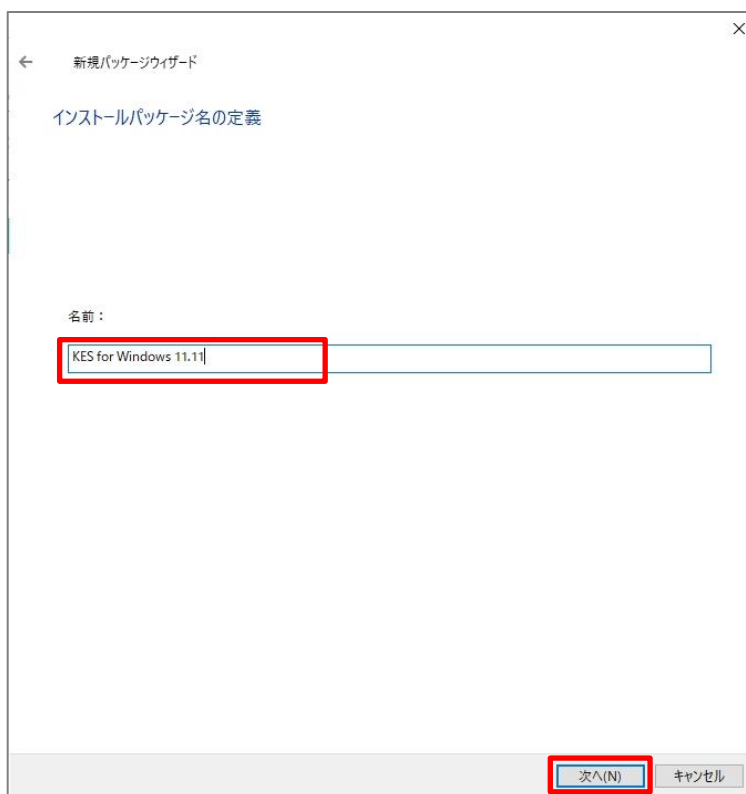 新規パッケージウィザード
インストールパッケージ名の定義
名前：
KES for Windows 11.11
次へ(N)
キャンセル